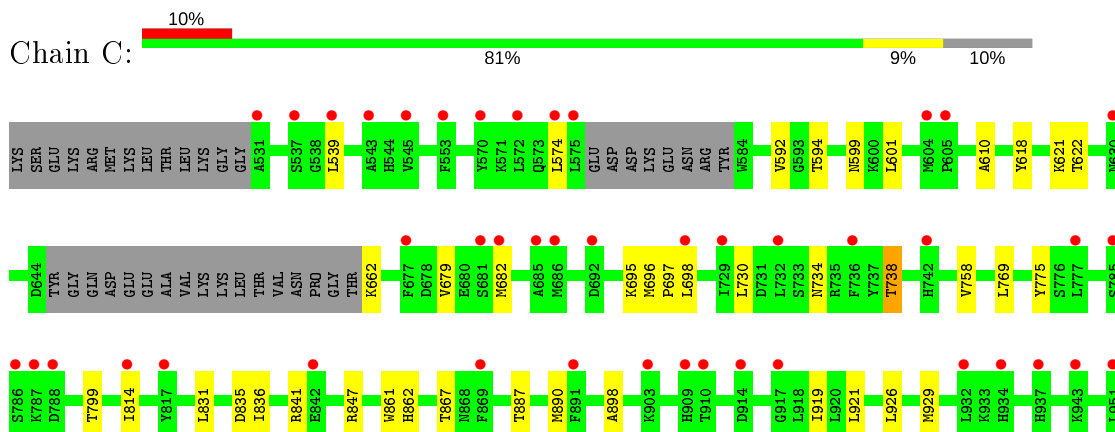 10%
Chain C:
81% 9% 10%
LYS SER GLU LYS ARG MET LYS LEU THR LEU LEU LYS GLY GLY A531 S537 G538 L539 A543 H544 V545 F553 Y570 K571 L572 Q573 L574 L575 GLU ASP ASP LYS GLU ASN ARG TYR W584 V592 G593 T594 N599 K600 L601 M604 P605 A610 Y618 K621 T622 N630
D644 TYR GLY GLN ASP GLU GLU ALA VAL LYS LYS LEU THR VAL ASN PRO GLY THR K662 F677 D678 V679 E680 S681 M682 A685 M686 D692 K695 M696 P697 L698 I729 L730 D731 L732 S733 N734 R735 F736 Y737 T738 H742 V758 L769 Y775 S776 L777 S785
S786 K787 D788 T799 I814 Y817 L831 D835 I836 R841 E842 R847 W861 H862 T867 N868 F869 T887 M890 F891 A898 K903 H909 T910 D914 G917 L918 I919 L920 L921 L926 M929 L932 K933 H934 H937 K943 L951